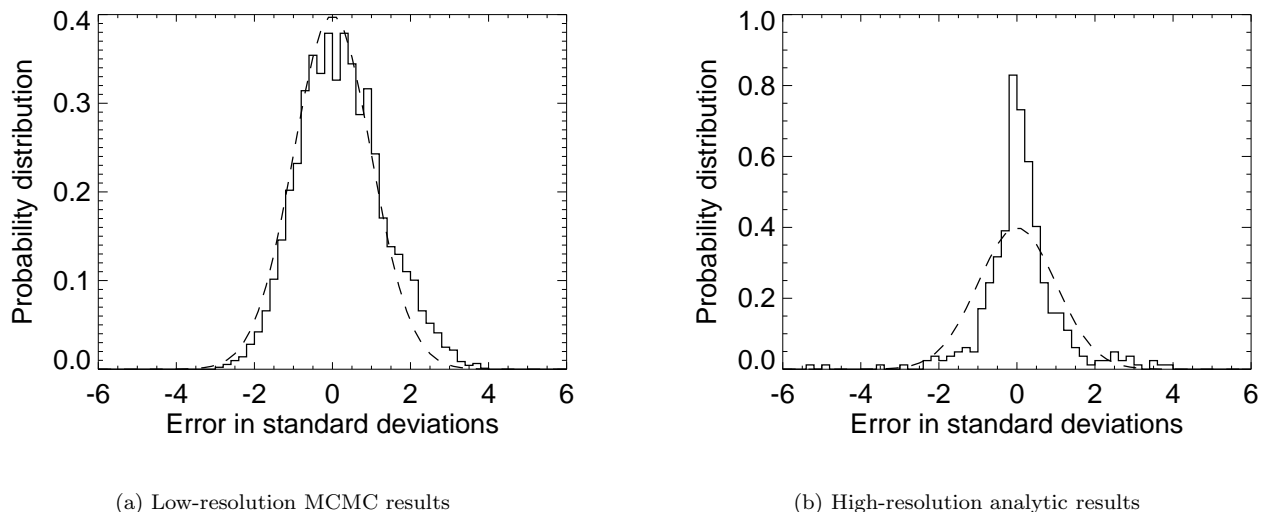 0.4
0.3
0.2
0.1
0.0
Probability distribution
-6 -4 -2 0 2 4 6
Error in standard deviations
(a) Low-resolution MCMC results
1.0
0.8
0.6
0.4
0.2
0.0
Probability distribution
-6 -4 -2 0 2 4 6
Error in standard deviations
(b) High-resolution analytic results